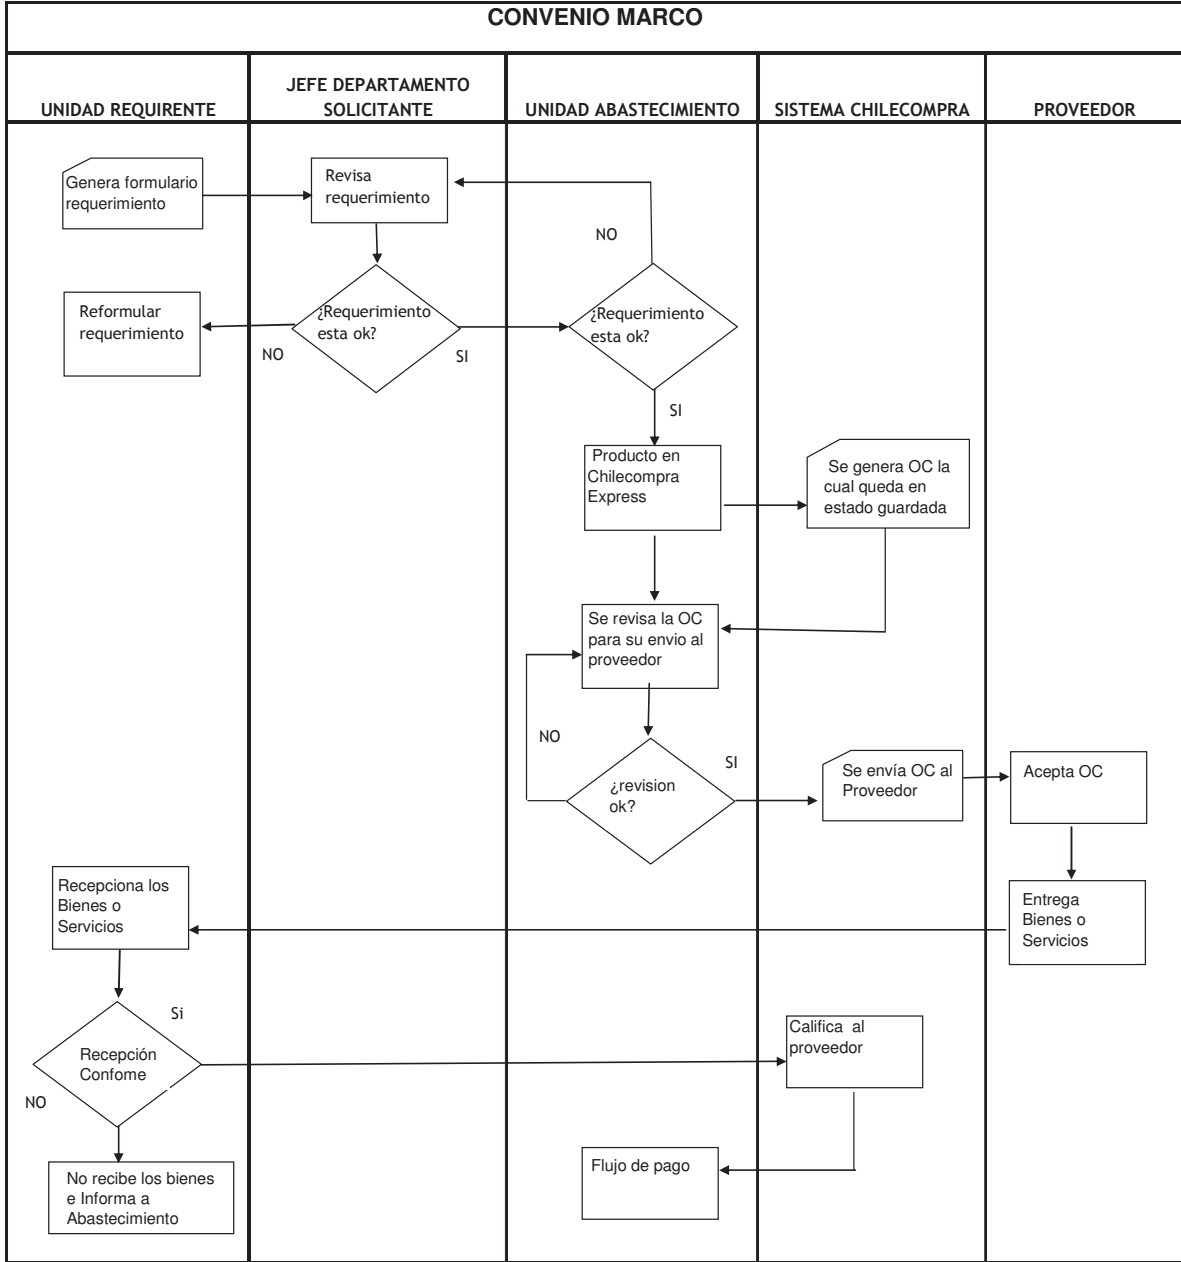 CONVENIO MARCO
UNIDAD REQUIRENTE
JEFE DEPARTAMENTO
SOLICITANTE
UNIDAD ABASTECIMIENTO
SISTEMA CHILECOMPRA
PROVEEDOR
Genera formulario
requerimiento
Revisa
requerimiento
NO
Reformular
requerimiento
NO
¿Requerimiento
esta ok?
SI
¿Requerimiento
esta ok?
SI
Producto en
Chilecompra
Express
Se genera OC la
cual queda en
estado guardada
Se revisa la OC
para su envio al
proveedor
NO
¿revision
ok?
SI
Se envía OC al
Proveedor
Acepta OC
Recepciona los
Bienes o
Servicios
Entrega
Bienes o
Servicios
Si
Recepción
Confome
NO
Califica al
proveedor
No recibe los bienes
e Informa a
Abastecimiento
Flujo de pago